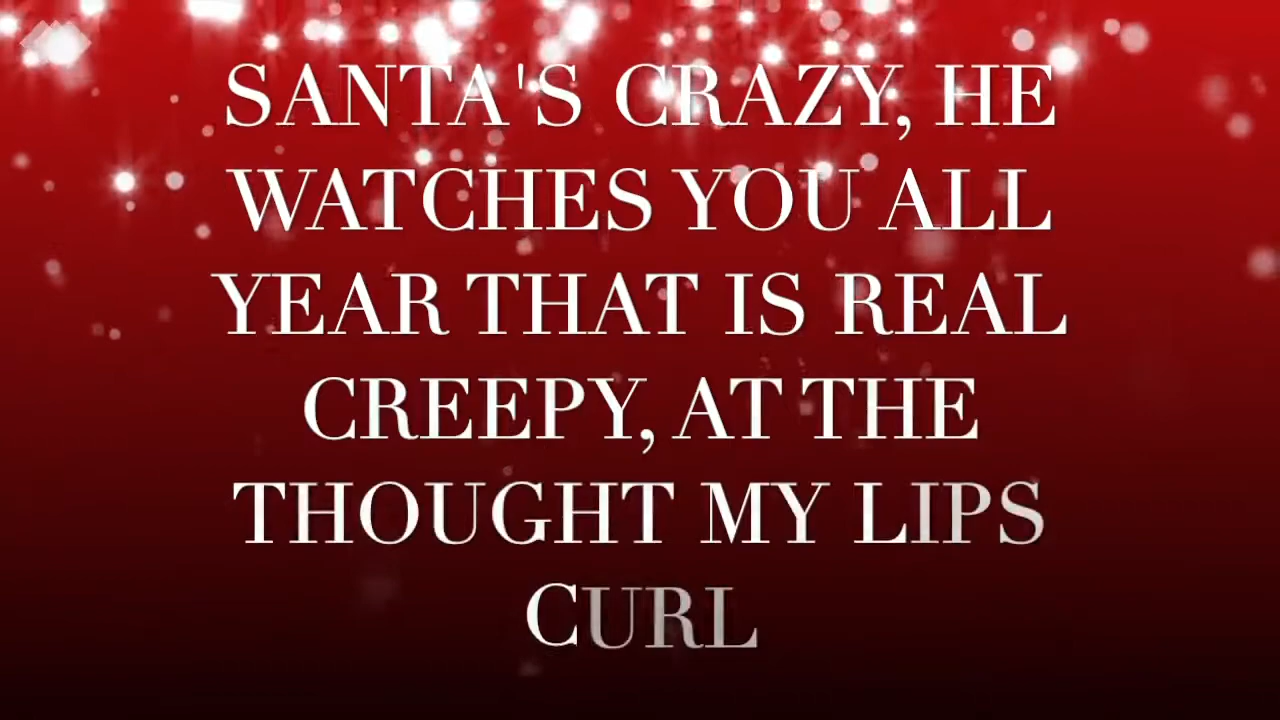 SANTA'S CRAZY, HE
WATCHES YOU ALL
YEAR THAT IS REAL
CREEPY, AT THE
THOUGHT MY LIPS
CURL